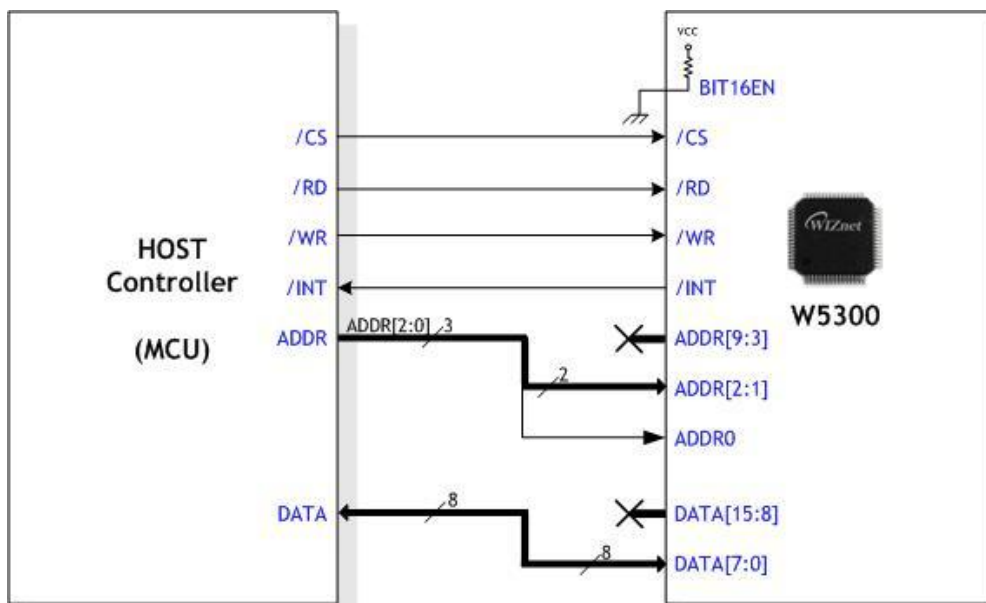 HOST
Controller
(MCU)
/CS
/RD
/WR
/INT
ADDR
DATA
ADDR[2:0]
3
2
8
8
vcc
BIT16EN
/CS
/RD
/WR
/INT
ADDR[9:3]
ADDR[2:1]
ADDR0
DATA[15:8]
DATA[7:0]
WIZnet
W5300